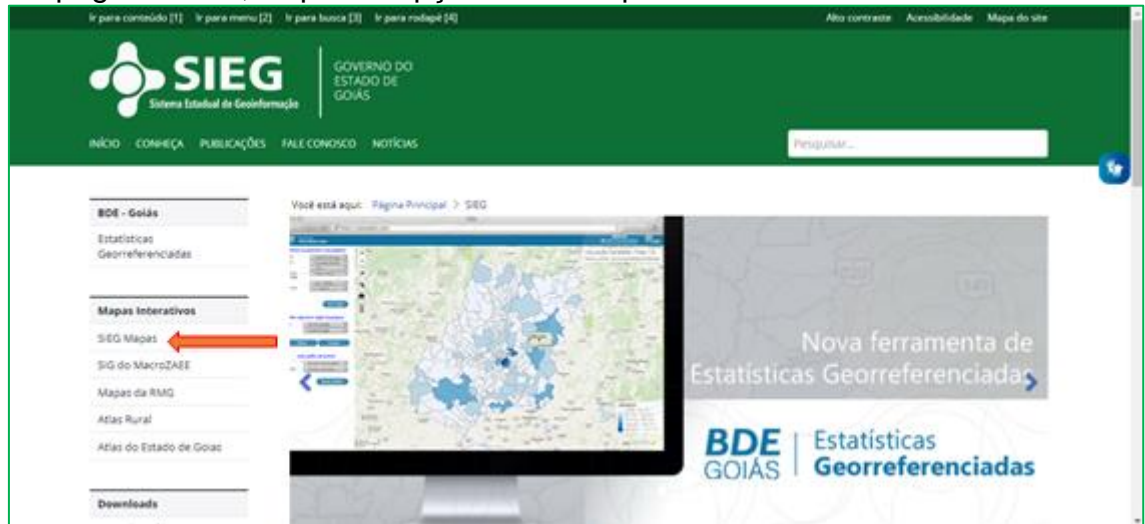 Ir para conteúdo [1] Ir para menu [2] Ir para busca [3] Ir para rodapé [4] Alto contraste Acessibilidade Mapa do site
SIEG
Sistema Estadual de Geoinformação
GOVERNO DO
ESTADO DE
GOIÁS
INÍCIO CONHEÇA PUBLICAÇÕES FALE CONOSCO NOTÍCIAS Pesquisar...
Você está aqui: Página Principal > SIEG
BDE - Goiás
Estatísticas
Georreferenciadas
Mapas Interativos
SIEG Mapas
SIG do MacroZAEE
Mapas da RMG
Atlas Rural
Atlas do Estado de Goias
Downloads
Nova ferramenta de
Estatísticas Georreferenciadas
BDE
GOIÁS
Estatísticas
Georreferenciadas